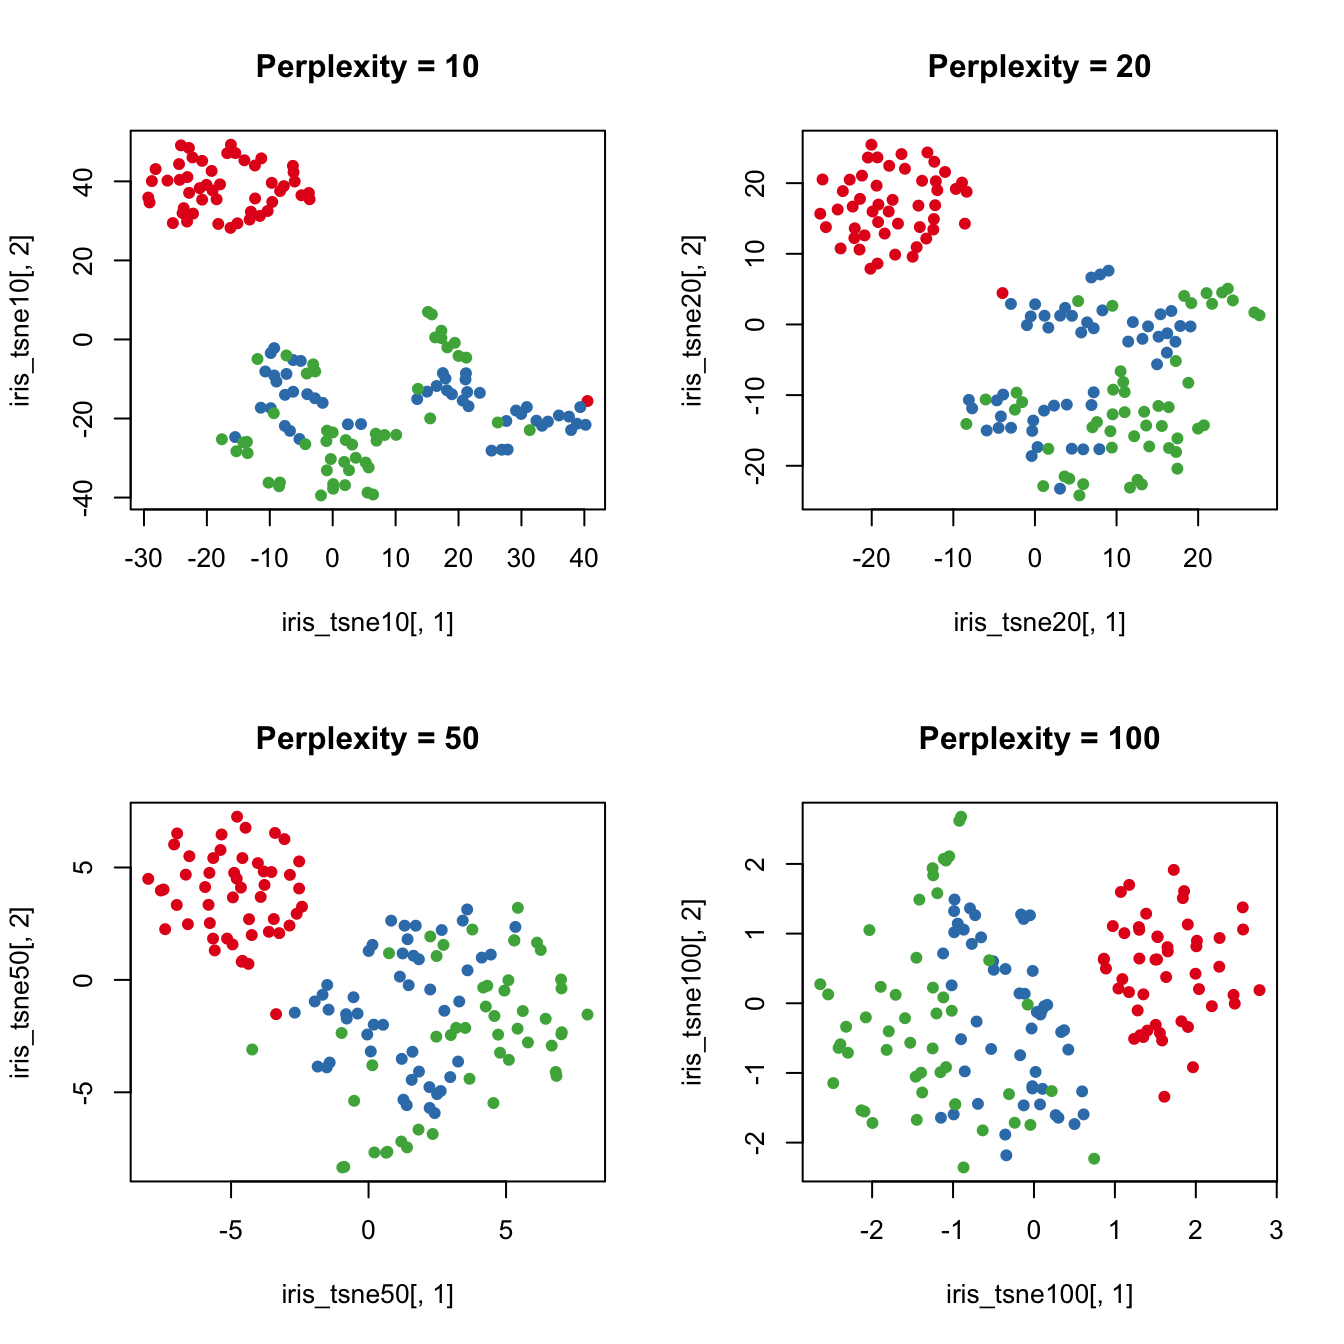 Perplexity = 10
iris_tsne10[, 2]
40
20
0
-20
-40
-30 -20 -10 0 10 20 30 40
iris_tsne10[, 1]
Perplexity = 20
iris_tsne20[, 2]
20
10
0
-10
-20
-20 -10 0 10 20
iris_tsne20[, 1]
Perplexity = 50
iris_tsne50[, 2]
5
0
-5
-5 0 5
iris_tsne50[, 1]
Perplexity = 100
iris_tsne100[, 2]
2
1
0
-1
-2
-2 -1 0 1 2 3
iris_tsne100[, 1]